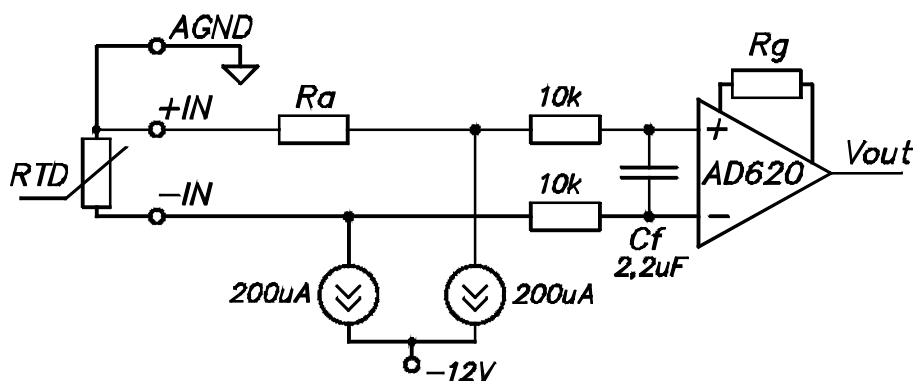 AGND
Rg
+IN
Ra
10k
+
Vout
RTD
AD620
-IN
10k
-
Cf
2,2uF
200uA
200uA
-12V